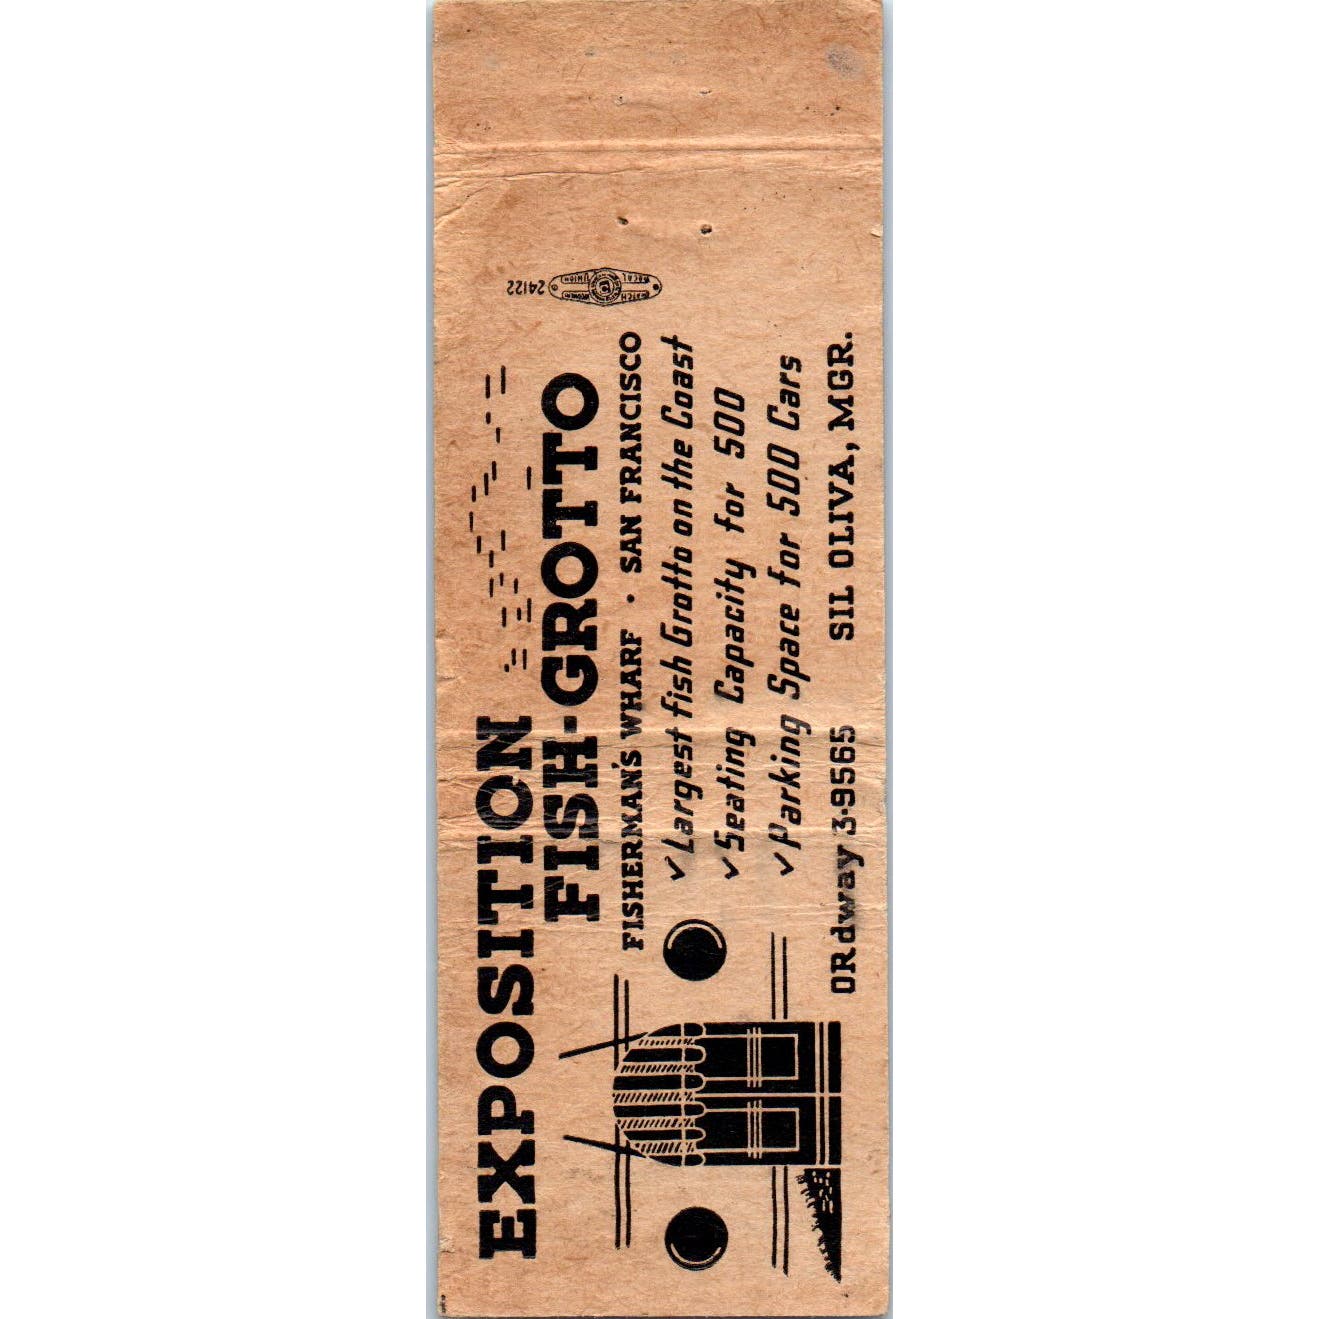 EXPOSITION
FISH-GROTTO
FISHERMAN'S WHARF • SAN FRANCISCO
✓ Largest fish Grotto on the Coast
✓ Seating Capacity for 500
✓ Parking Space for 500 Cars
ORdway 3-9565 SIL OLIVA, MGR.
24122